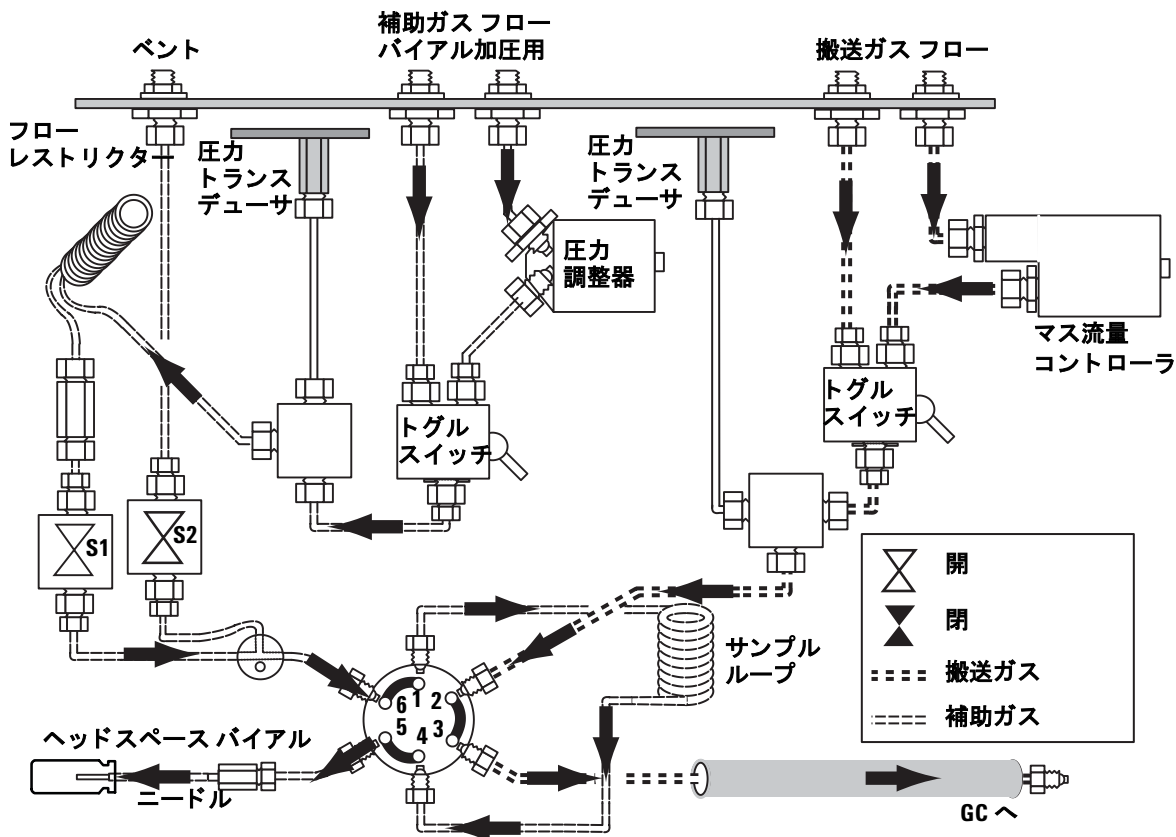 ベント
補助ガス フロー
バイアル加圧用
搬送ガス フロー
フロー
レストリクター
圧力
トランス
デューサ
圧力
トランス
デューサ
圧力
調整器
マス流量
コントローラ
トグル
スイッチ
トグル
スイッチ
S1
S2
開
閉
搬送ガス
補助ガス
サンプル
ループ
1
2
3
4
5
6
ヘッドスペース バイアル
ニードル
GC へ